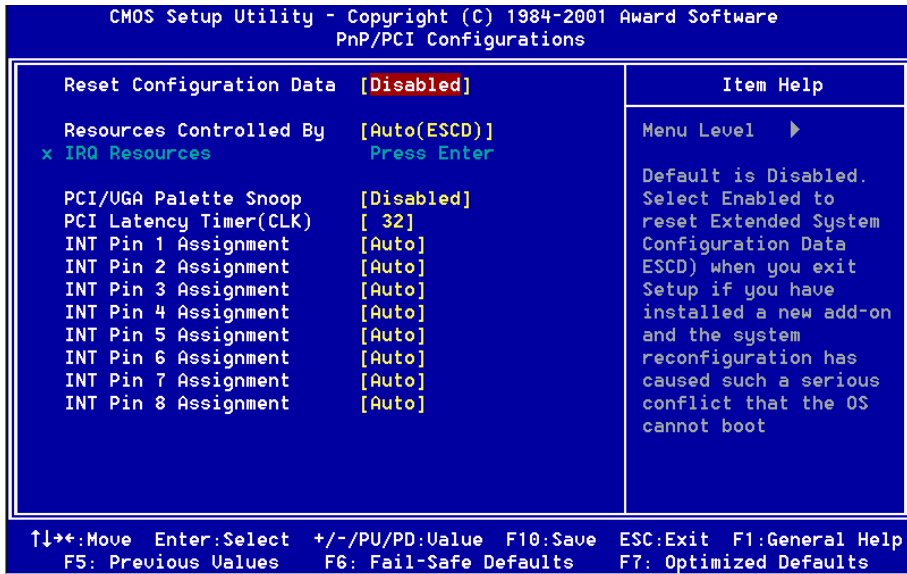 CMOS Setup Utility - Copyright (C) 1984-2001 Award Software
PnP/PCI Configurations
Reset Configuration Data [Disabled]
Resources Controlled By [Auto(ESCD)]
x IRQ Resources Press Enter
PCI/VGA Palette Snoop [Disabled]
PCI Latency Timer(CLK) [ 32]
INT Pin 1 Assignment [Auto]
INT Pin 2 Assignment [Auto]
INT Pin 3 Assignment [Auto]
INT Pin 4 Assignment [Auto]
INT Pin 5 Assignment [Auto]
INT Pin 6 Assignment [Auto]
INT Pin 7 Assignment [Auto]
INT Pin 8 Assignment [Auto]
Item Help
Menu Level ▶
Default is Disabled.
Select Enabled to
reset Extended System
Configuration Data
ESCD) when you exit
Setup if you have
installed a new add-on
and the system
reconfiguration has
caused such a serious
conflict that the OS
cannot boot
↑↓→←:Move Enter:Select +/-/PU/PD:Value F10:Save ESC:Exit F1:General Help
F5: Previous Values F6: Fail-Safe Defaults F7: Optimized Defaults